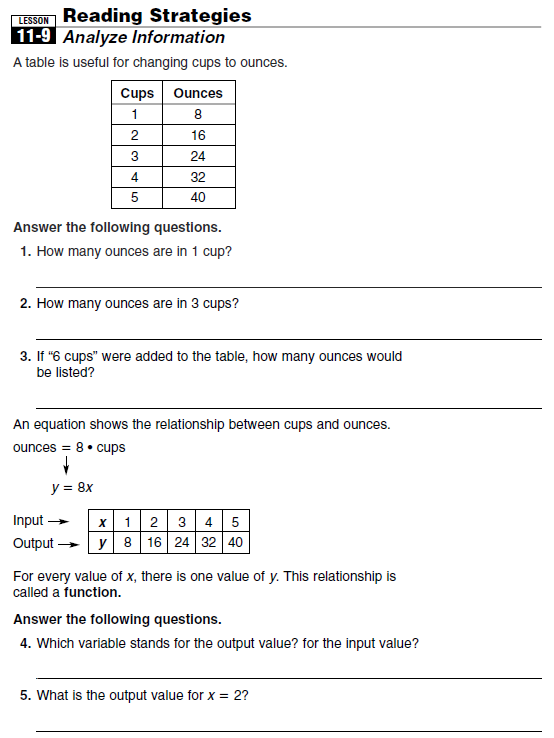 LESSON
11-9
Reading Strategies
Analyze Information
A table is useful for changing cups to ounces.
Cups Ounces
1 8
2 16
3 24
4 32
5 40
Answer the following questions.
1. How many ounces are in 1 cup?
2. How many ounces are in 3 cups?
3. If “6 cups” were added to the table, how many ounces would
be listed?
An equation shows the relationship between cups and ounces.
ounces = 8 • cups
y = 8x
Input → x 1 2 3 4 5
Output → y 8 16 24 32 40
For every value of x, there is one value of y. This relationship is
called a function.
Answer the following questions.
4. Which variable stands for the output value? for the input value?
5. What is the output value for x = 2?